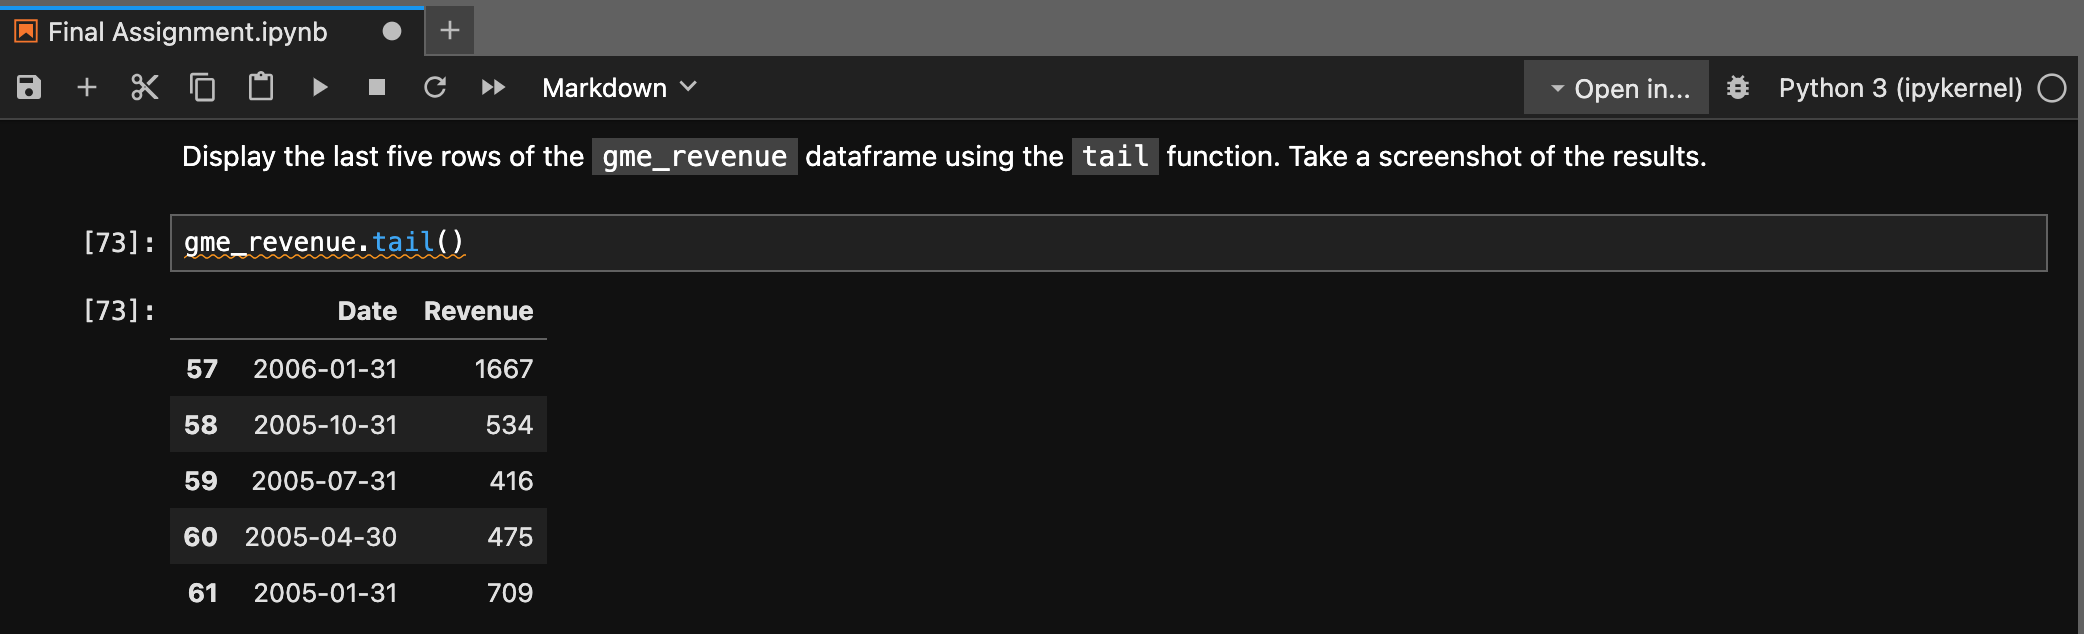 Final Assignment.ipynb
Markdown
Open in...
Python 3 (ipykernel)
Display the last five rows of the gme_revenue dataframe using the tail function. Take a screenshot of the results.
[73]: gme_revenue.tail()
[73]: Date Revenue
57 2006-01-31 1667
58 2005-10-31 534
59 2005-07-31 416
60 2005-04-30 475
61 2005-01-31 709